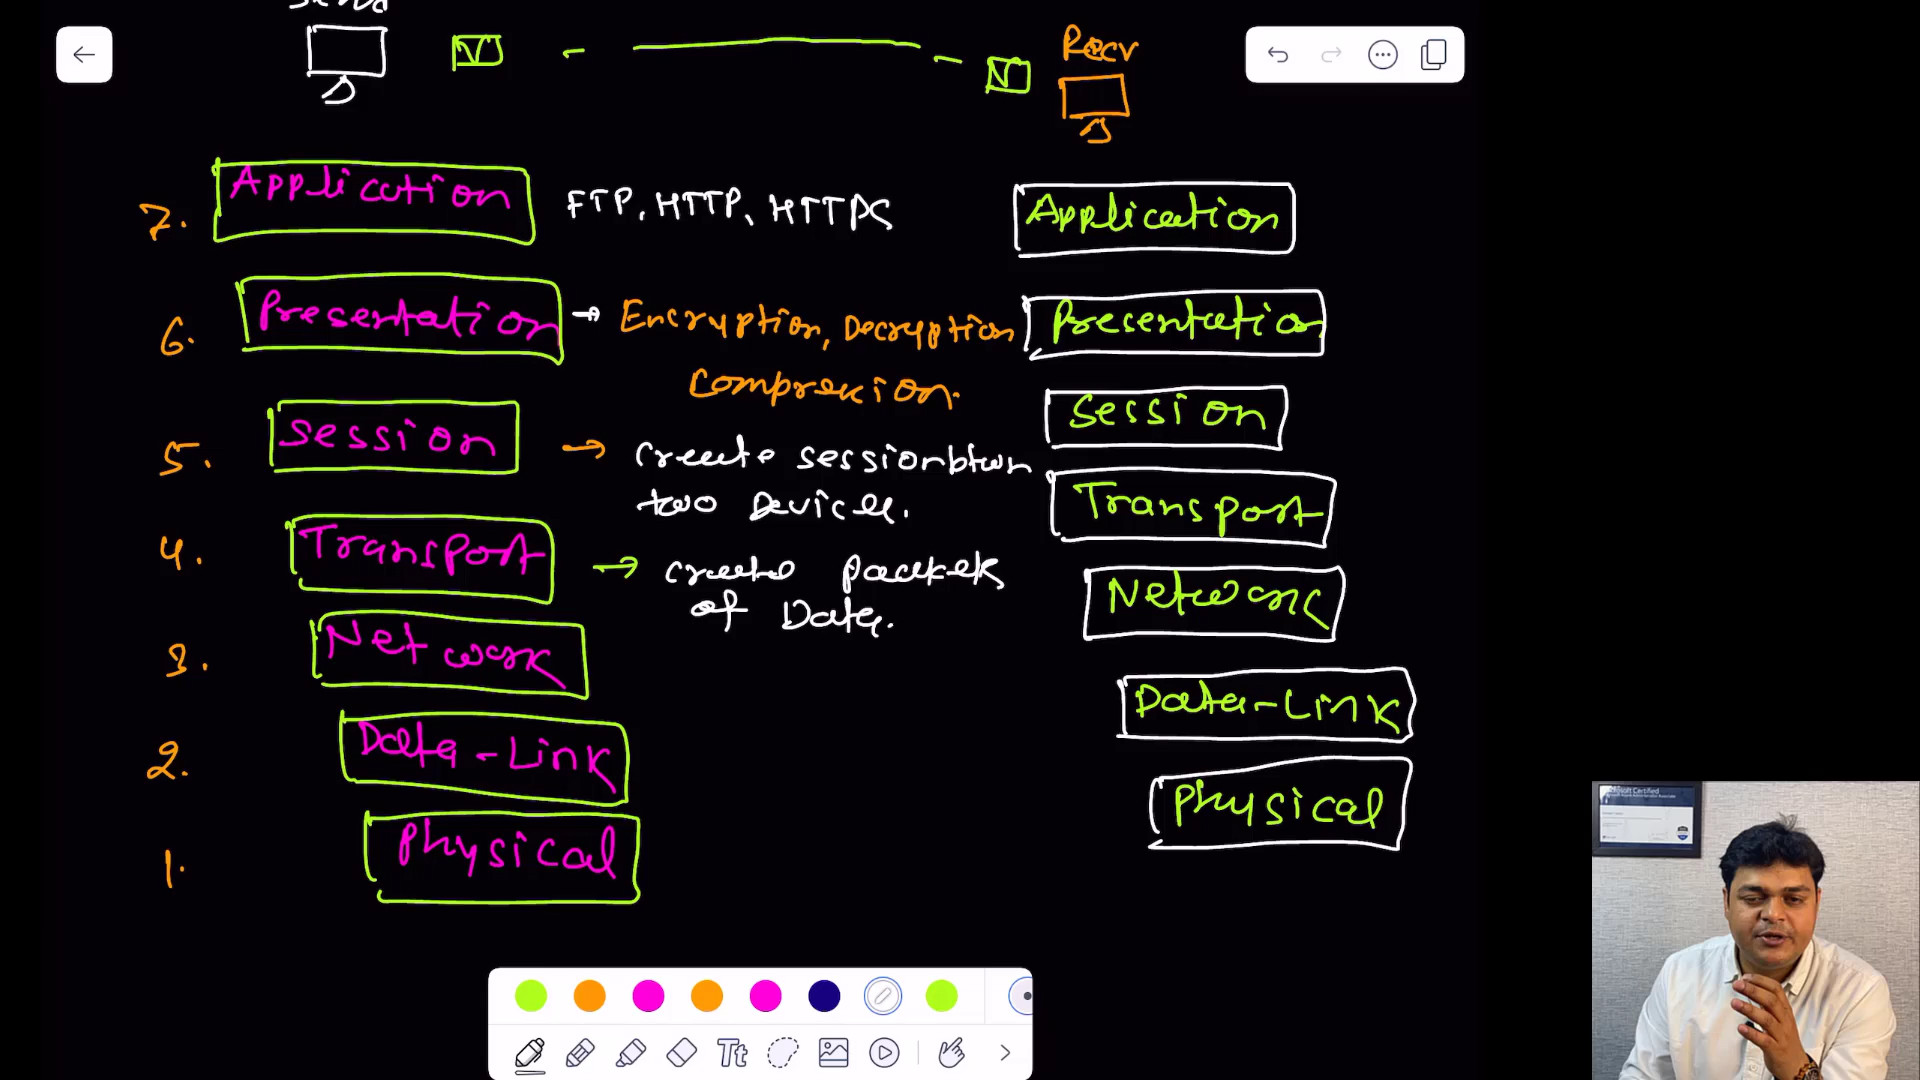 Recv
7. Application FTP, HTTP, HTTPS Application
6. Presentation → Encryption, Decryption Presentation
Compression.
5. Session → create session btwn Session
two Devices.
4. Transport → create packets Transport
of Data.
3. Network Network
2. Data-Link Data-Link
1. Physical Physical
Tt